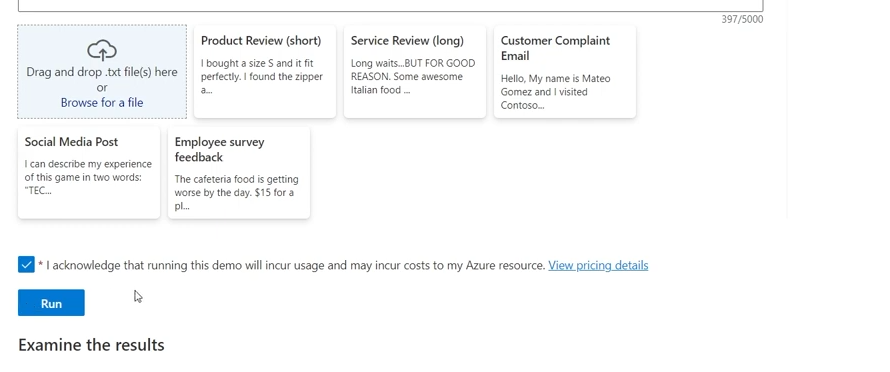 397/5000
Drag and drop .txt file(s) here
or
Browse for a file
Product Review (short)
I bought a size S and it fit
perfectly. I found the zipper
a...
Service Review (long)
Long waits...BUT FOR GOOD
REASON. Some awesome
Italian food ...
Customer Complaint
Email
Hello, My name is Mateo
Gomez and I visited
Contoso...
Social Media Post
I can describe my experience
of this game in two words:
"TEC...
Employee survey
feedback
The cafeteria food is getting
worse by the day. $15 for a
pl...
* I acknowledge that running this demo will incur usage and may incur costs to my Azure resource. View pricing details
Run
Examine the results